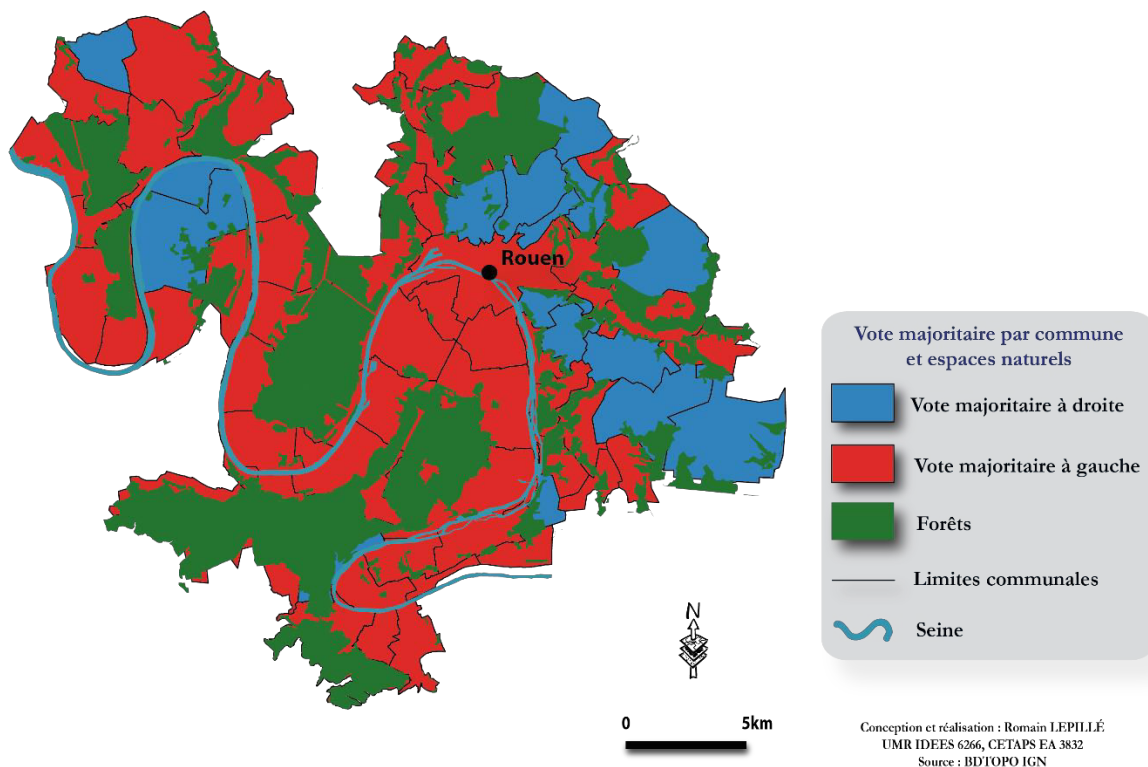 Rouen
Vote majoritaire par commune
et espaces naturels
Vote majoritaire à droite
Vote majoritaire à gauche
Forêts
Limites communales
Seine
N
0 5km
Conception et réalisation : Romain LEPILLÉ
UMR IDEES 6266, CETAPS EA 3832
Source : BDTOPO IGN